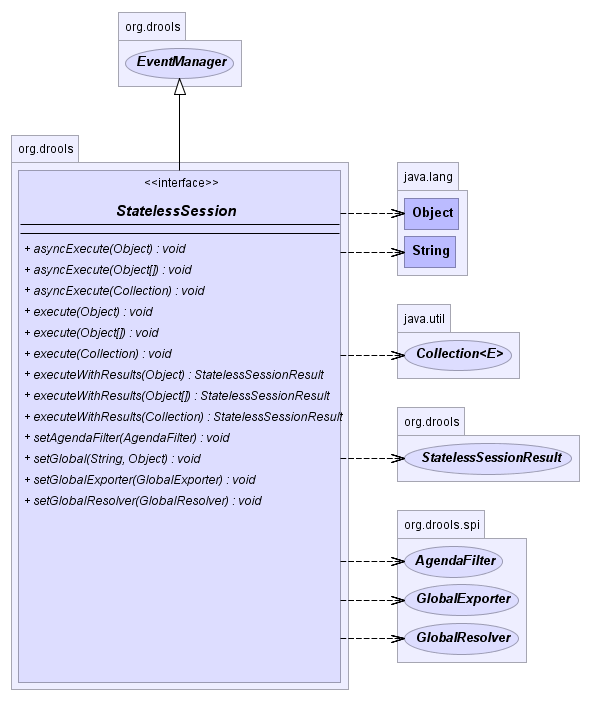 org.drools
EventManager
org.drools
<<interface>>
StatelessSession
+ asyncExecute(Object) : void
+ asyncExecute(Object[]) : void
+ asyncExecute(Collection) : void
+ execute(Object) : void
+ execute(Object[]) : void
+ execute(Collection) : void
+ executeWithResults(Object) : StatelessSessionResult
+ executeWithResults(Object[]) : StatelessSessionResult
+ executeWithResults(Collection) : StatelessSessionResult
+ setAgendaFilter(AgendaFilter) : void
+ setGlobal(String, Object) : void
+ setGlobalExporter(GlobalExporter) : void
+ setGlobalResolver(GlobalResolver) : void
java.lang
Object
String
java.util
Collection<E>
org.drools
StatelessSessionResult
org.drools.spi
AgendaFilter
GlobalExporter
GlobalResolver